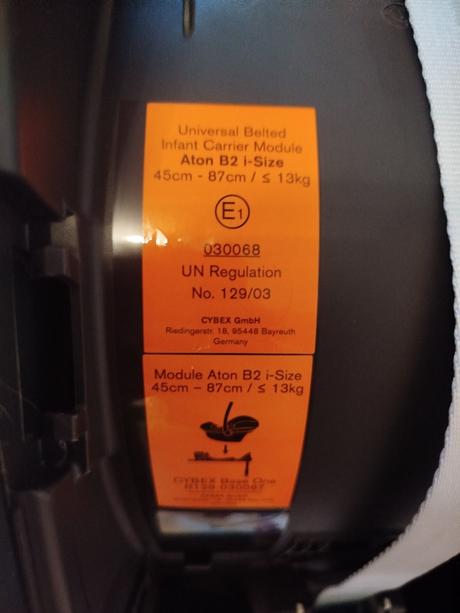 Universal Belted
Infant Carrier Module
Aton B2 i-Size
45cm - 87cm / ≤ 13kg
E1
030068
UN Regulation
No. 129/03
CYBEX GmbH
Riedingerstr. 18, 95448 Bayreuth
Germany
Module Aton B2 i-Size
45cm – 87cm / ≤ 13kg
CYBEX Base One